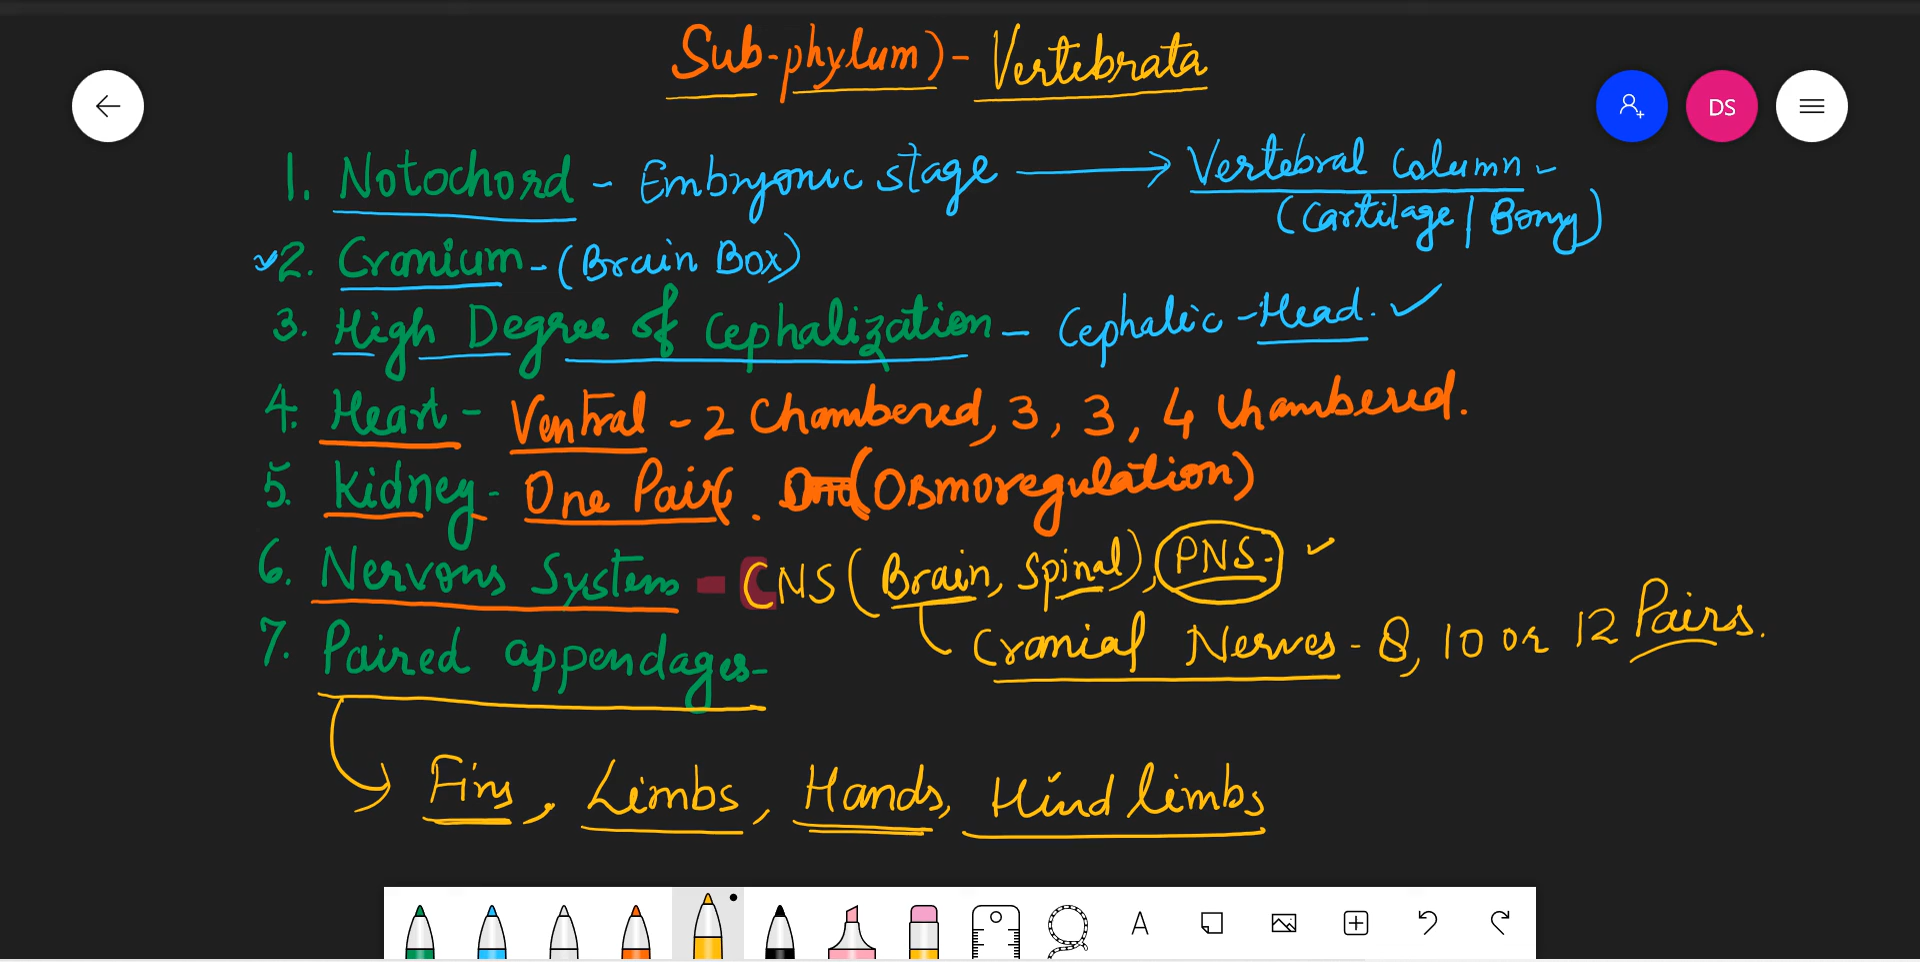 Sub-phylum) - Vertebrata
DS
1. Notochord - Embryonic stage → Vertebral column -
(Cartilage | Bony)
2. Cranium - (Brain Box)
3. High Degree of Cephalization - Cephalic - Head.
4. Heart - Ventral - 2 Chambered, 3, 3, 4 Chambered.
5. Kidney - One Pair. (Osmoregulation)
6. Nervous System - CNS (Brain, Spinal), PNS-
Cranial Nerves - 8, 10 or 12 Pairs.
7. Paired appendages-
Fins, Limbs, Hands, Hind limbs
A